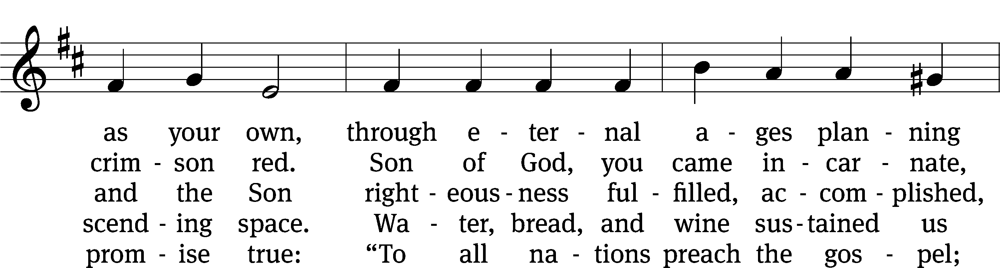 as your own, through e - ter - nal a - ges plan - ning
crim - son red. Son of God, you came in - car - nate,
and the Son right - eous - ness ful - filled, ac - com - plished,
scend - ing space. Wa - ter, bread, and wine sus - tained us
prom - ise true: “To all na - tions preach the gos - pel;